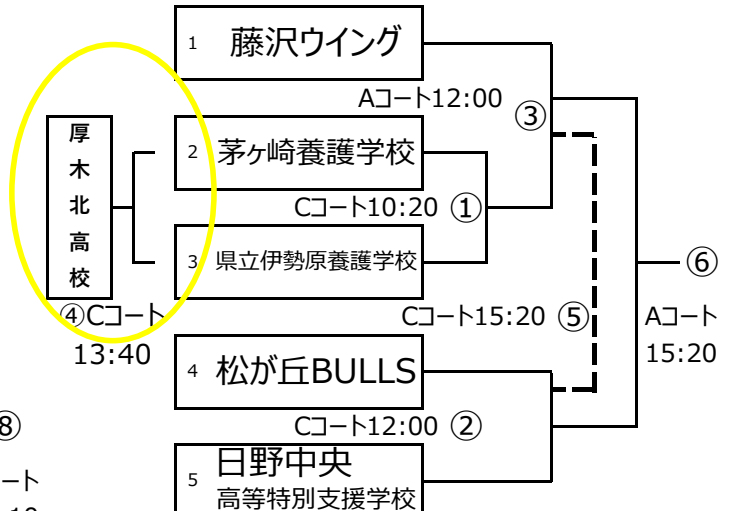 1 藤沢ウイング
Aコート12:00
③
厚木北高校
2 茅ヶ崎養護学校
Cコート10:20 ①
3 県立伊勢原養護学校
④Cコート
13:40
Cコート15:20 ⑤
⑥
Aコート
15:20
4 松が丘BULLS
Cコート12:00 ②
5 日野中央
高等特別支援学校
⑧
ート